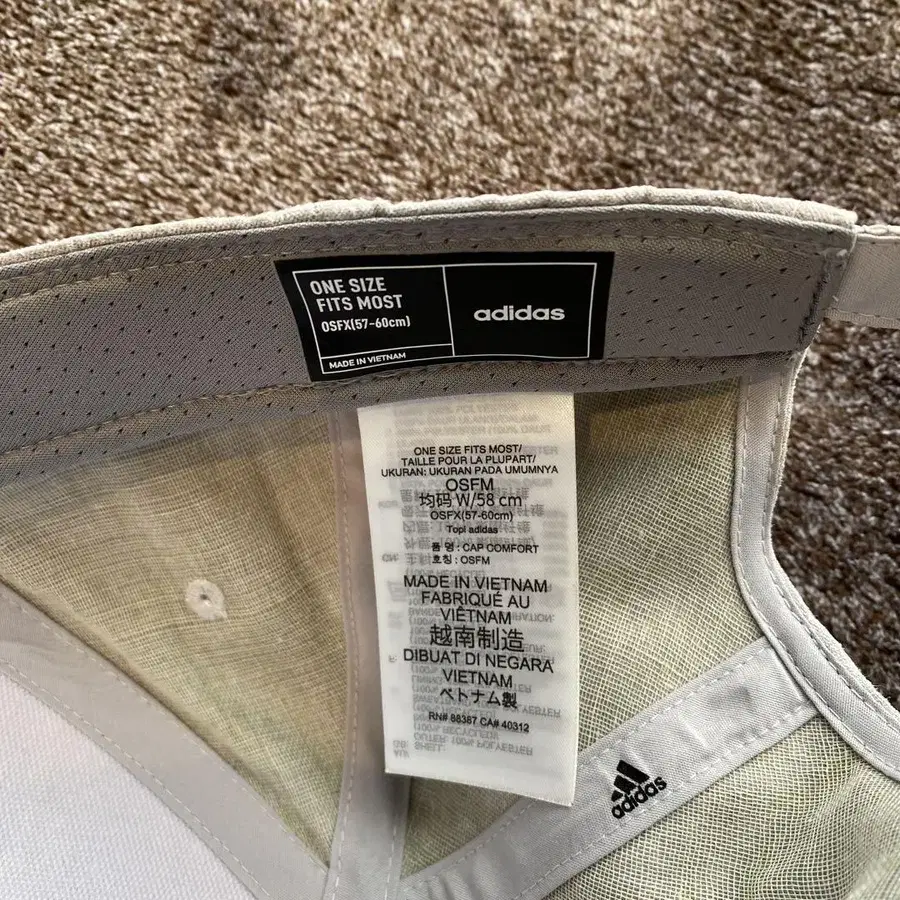 ONE SIZE
FITS MOST
OSFX(57-60cm)
MADE IN VIETNAM
adidas
ONE SIZE FITS MOST/
TAILLE POUR LA PLUPART/
UKURAN: UKURAN PADA UMUMNYA
OSFM
均码 W/58 cm
OSFX(57-60cm)
Topi adidas
품 명 : CAP COMFORT
호칭 : OSFM
MADE IN VIETNAM
FABRIQUÉ AU
VIÊTNAM
越南制造
DIBUAT DI NEGARA
VIETNAM
ベトナム製
RN# 88387 CA# 40312
adidas